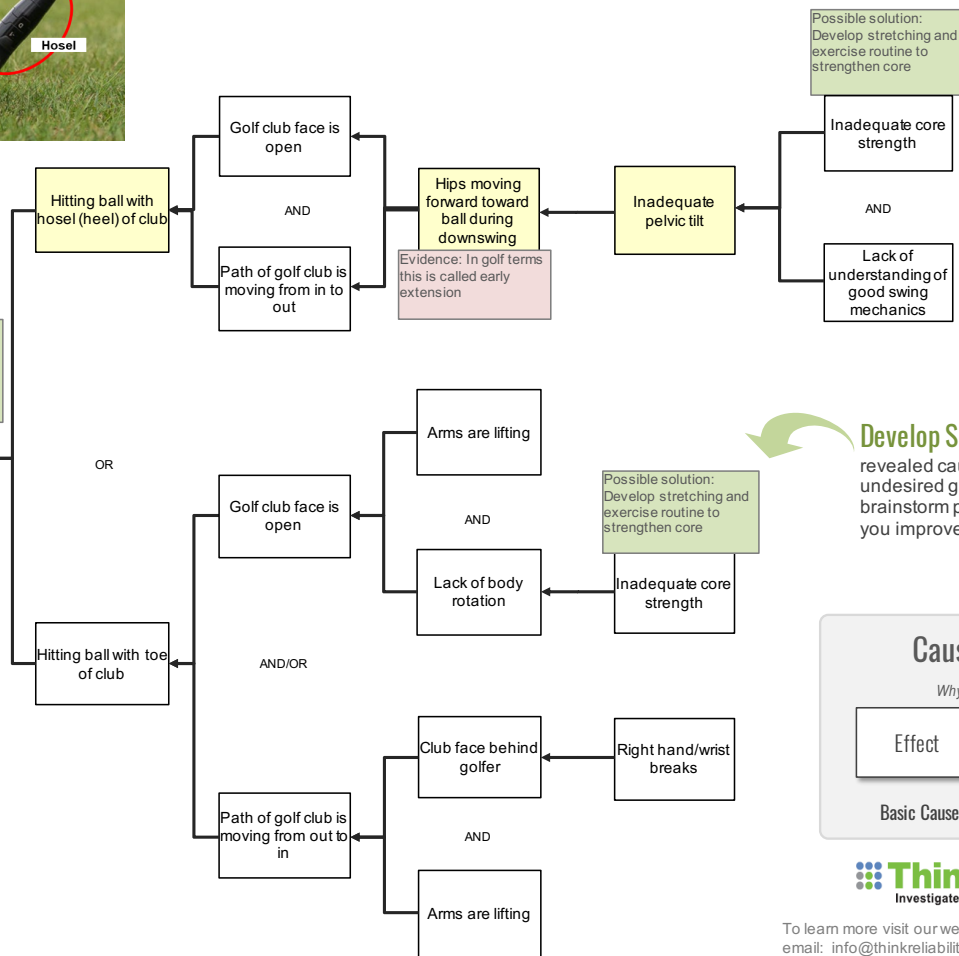 Hosel
Possible solution:
Develop stretching and
exercise routine to
strengthen core
Golf club face is
open
Inadequate core
strength
Hitting ball with
hosel (heel) of club
AND
Hips moving
forward toward
ball during
downswing
Inadequate
pelvic tilt
AND
Evidence: In golf terms
this is called early
extension
Path of golf club is
moving from in to
out
Lack of
understanding of
good swing
mechanics
Arms are lifting
OR
Golf club face is
open
AND
Possible solution:
Develop stretching and
exercise routine to
strengthen core
Develop S
revealed cau
undesired g
brainstorm p
you improve
Lack of body
rotation
Inadequate core
strength
Hitting ball with toe
of club
AND/OR
Caus
Why
Effect
Basic Cause
Club face behind
golfer
Right hand/wrist
breaks
Path of golf club is
moving from out to
in
AND
Arms are lifting
Thin
Investigate
To learn more visit our we
email: info@thinkreliabilit